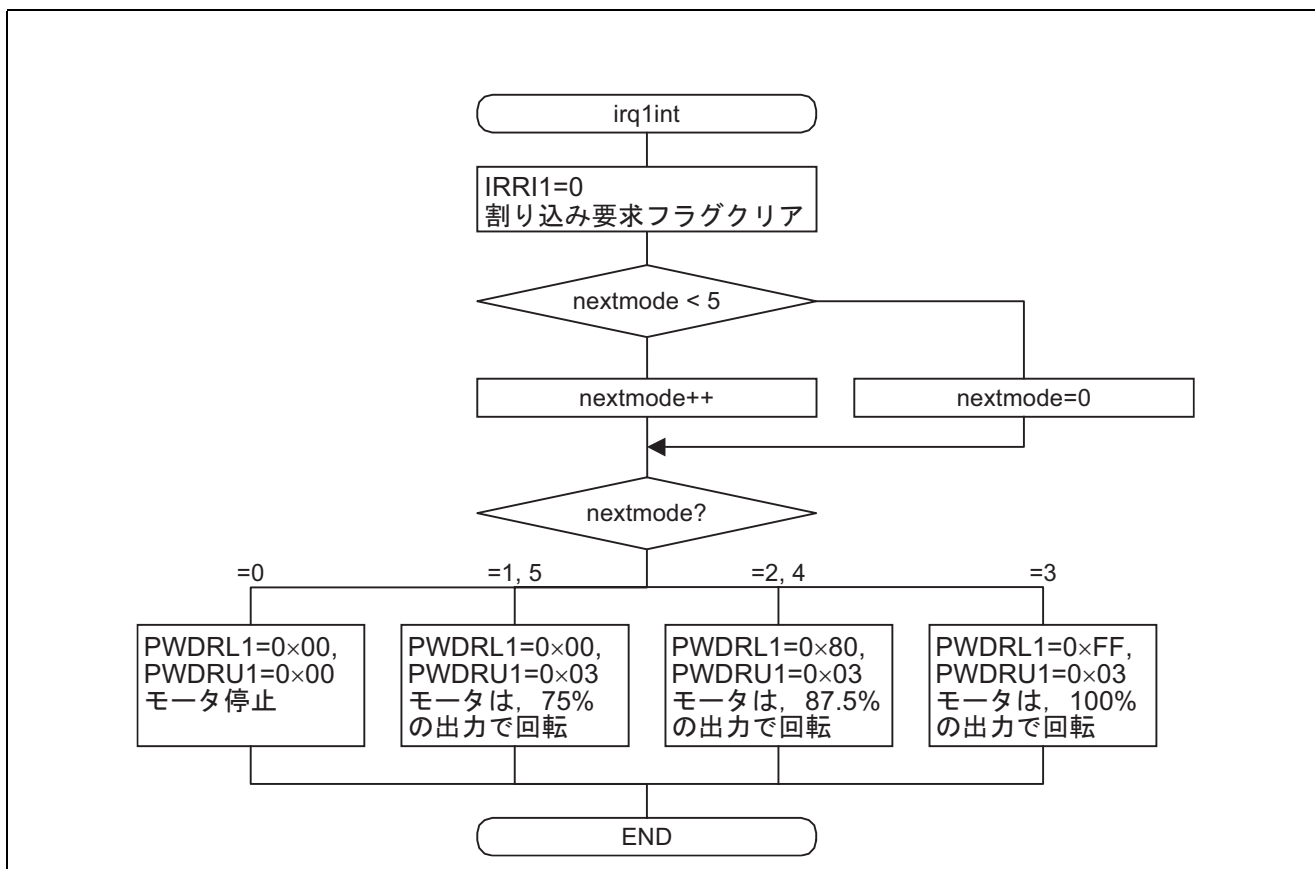 irq1int
IRRI1=0
割り込み要求フラグクリア
nextmode < 5
nextmode++
nextmode=0
nextmode?
=0
=1, 5
=2, 4
=3
PWDRL1=0×00,
PWDRU1=0×00
モータ停止
PWDRL1=0×00,
PWDRU1=0×03
モータは，75%
の出力で回転
PWDRL1=0×80,
PWDRU1=0×03
モータは，87.5%
の出力で回転
PWDRL1=0×FF,
PWDRU1=0×03
モータは，100%
の出力で回転
END